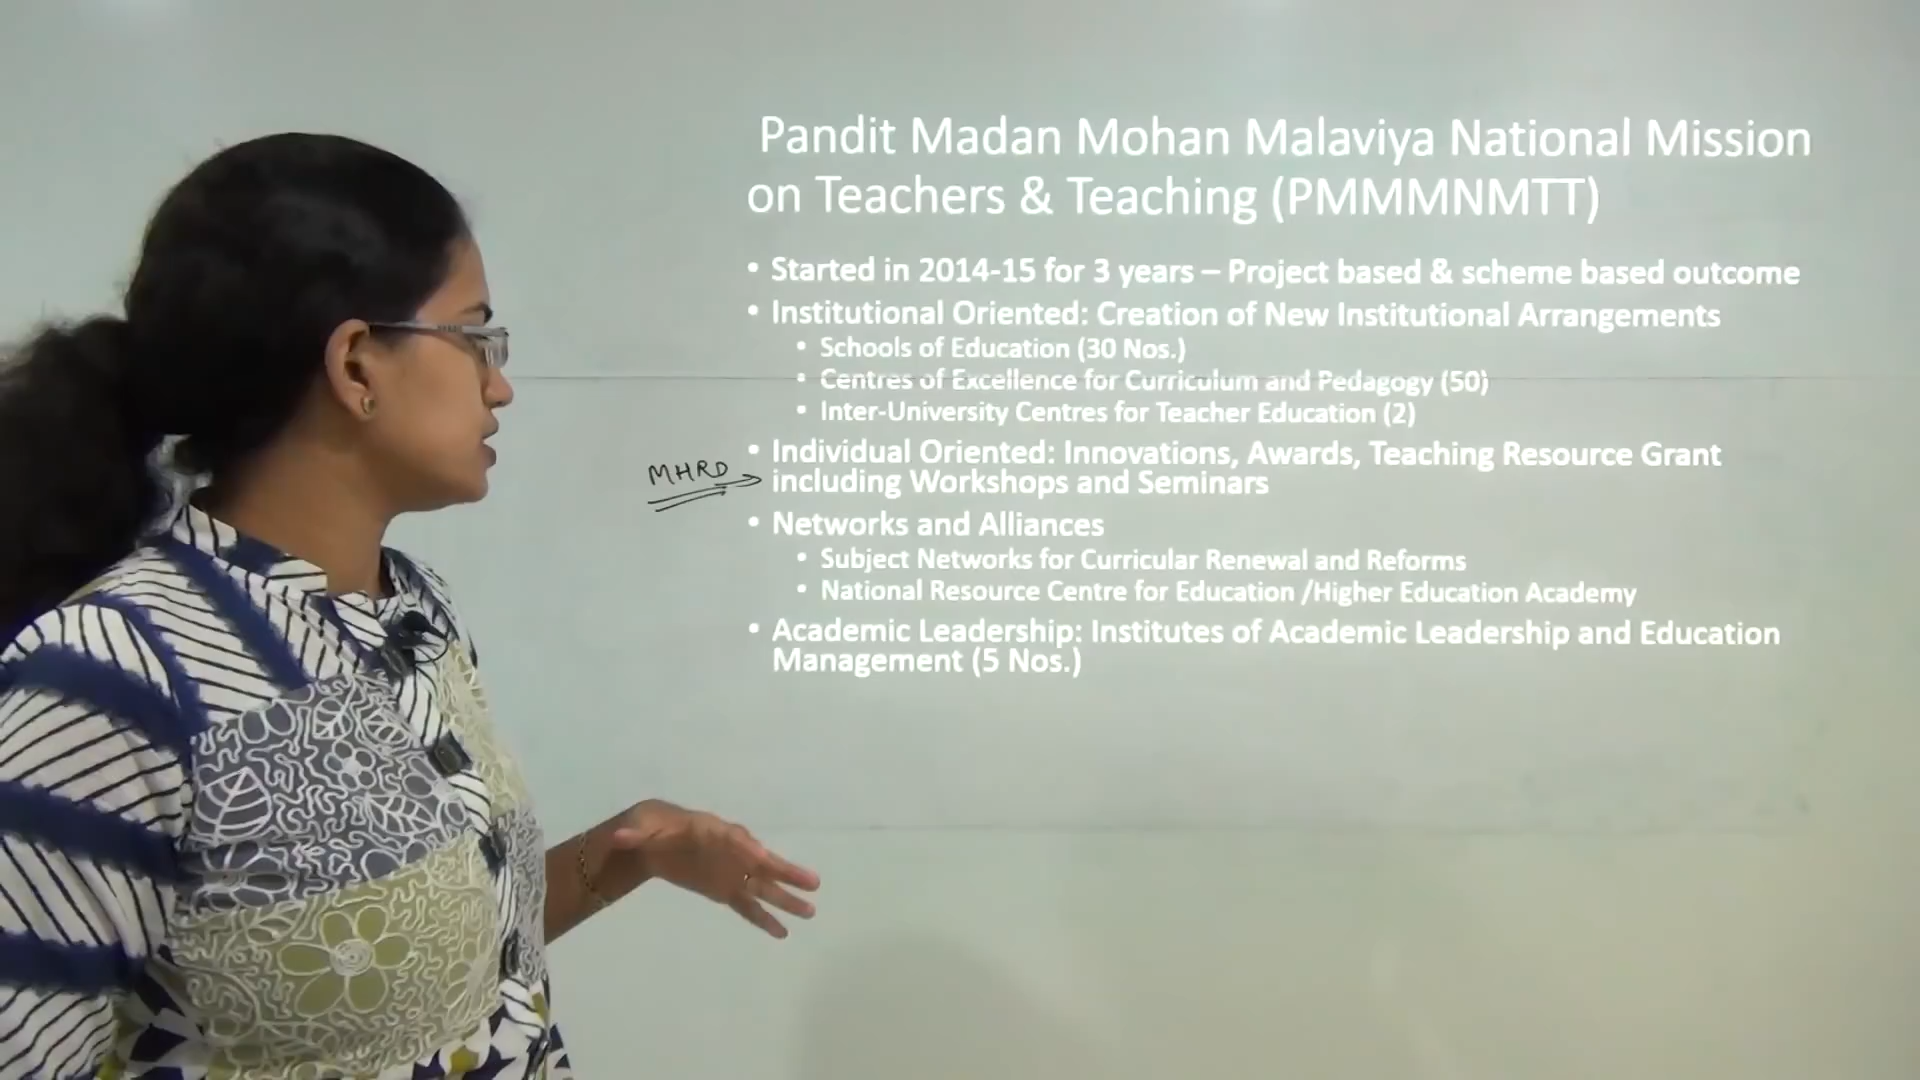 Pandit Madan Mohan Malaviya National Mission
on Teachers & Teaching (PMMMNMTT)
• Started in 2014-15 for 3 years – Project based & scheme based outcome
• Institutional Oriented: Creation of New Institutional Arrangements
• Schools of Education (30 Nos.)
• Centres of Excellence for Curriculum and Pedagogy (50)
• Inter-University Centres for Teacher Education (2)
• Individual Oriented: Innovations, Awards, Teaching Resource Grant
MHRD
including Workshops and Seminars
• Networks and Alliances
• Subject Networks for Curricular Renewal and Reforms
• National Resource Centre for Education /Higher Education Academy
• Academic Leadership: Institutes of Academic Leadership and Education
Management (5 Nos.)